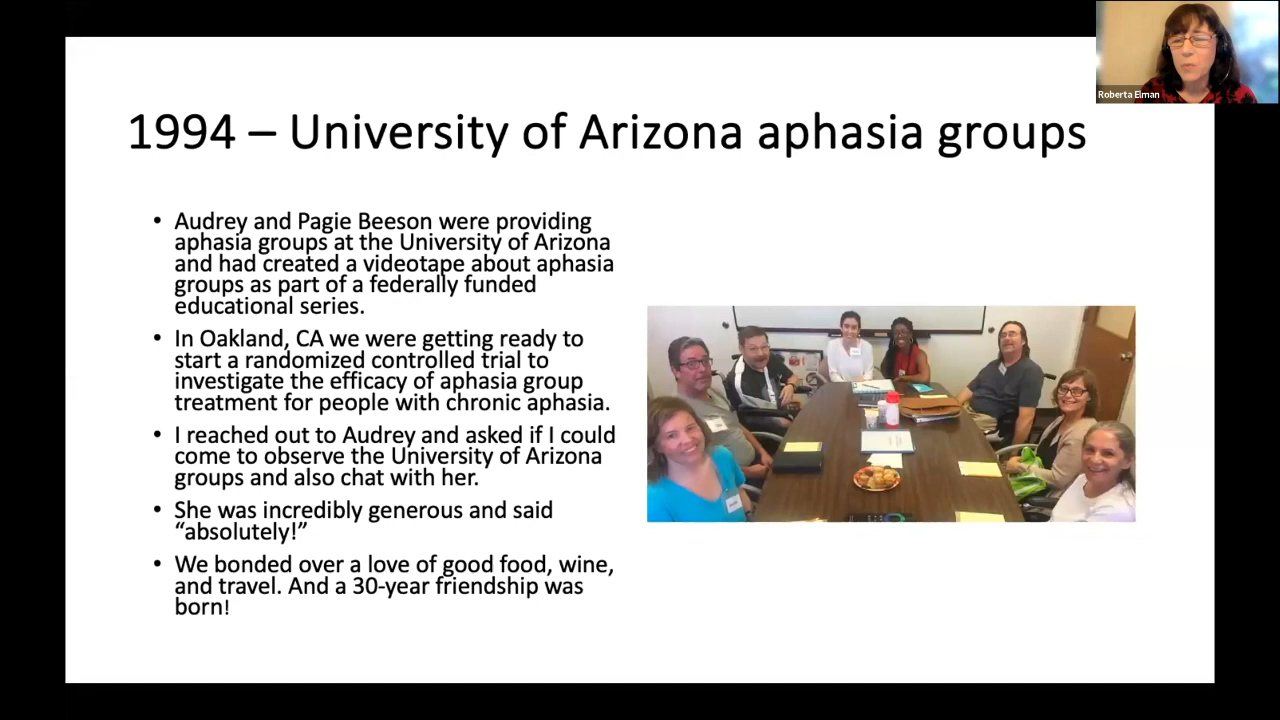 Roberta Elman
1994 – University of Arizona aphasia groups
• Audrey and Pagie Beeson were providing
aphasia groups at the University of Arizona
and had created a videotape about aphasia
groups as part of a federally funded
educational series.
• In Oakland, CA we were getting ready to
start a randomized controlled trial to
investigate the efficacy of aphasia group
treatment for people with chronic aphasia.
• I reached out to Audrey and asked if I could
come to observe the University of Arizona
groups and also chat with her.
• She was incredibly generous and said
“absolutely!”
• We bonded over a love of good food, wine,
and travel. And a 30-year friendship was
born!